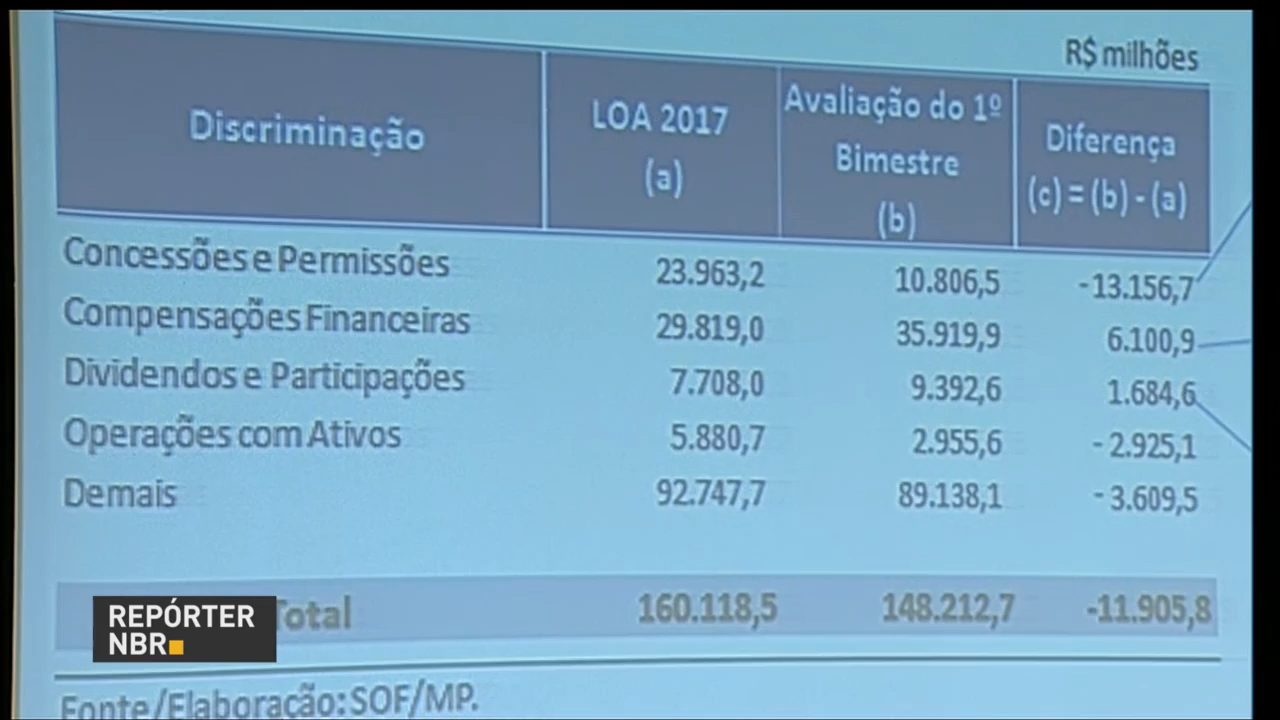 R$ milhões
Discriminação LOA 2017 (a) Avaliação do 1º Bimestre (b) Diferença (c) = (b) - (a)
Concessões e Permissões 23.963,2 10.806,5 -13.156,7
Compensações Financeiras 29.819,0 35.919,9 6.100,9
Dividendos e Participações 7.708,0 9.392,6 1.684,6
Operações com Ativos 5.880,7 2.955,6 - 2.925,1
Demais 92.747,7 89.138,1 - 3.609,5
Total 160.118,5 148.212,7 -11.905,8
REPÓRTER
NBR
Fonte/Elaboração: SOF/MP.